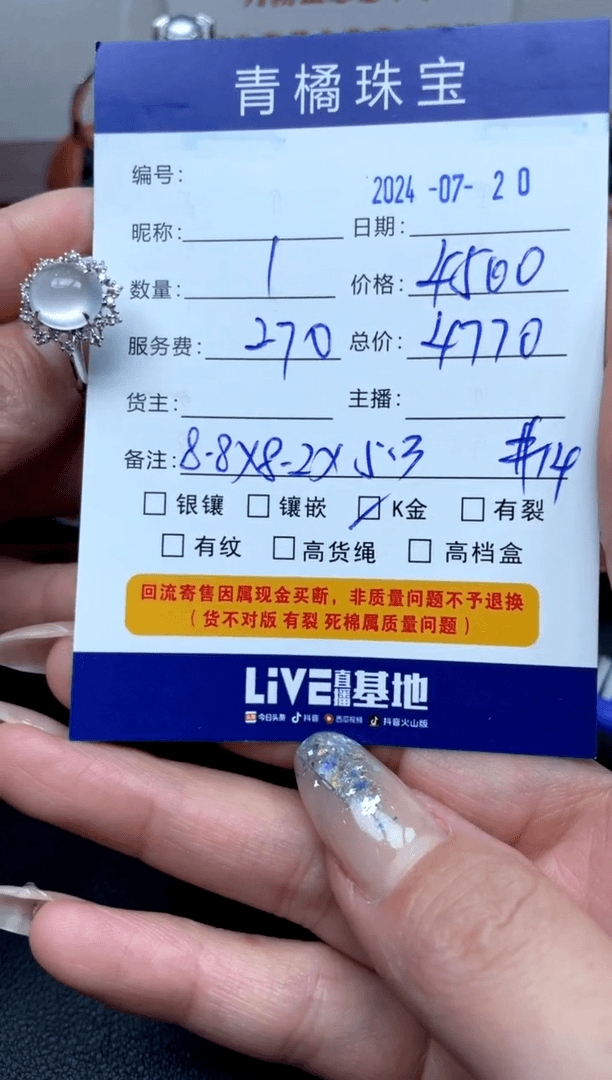 青橘珠宝
编号:
2024 -07- 20
昵称: 日期:
数量: 1 价格: 4500
服务费: 270 总价: 4770
货主: 主播:
备注: 8-8X8-2X 5.3 #14
□ 银镶 □ 镶嵌 ☑ K金 □ 有裂
□ 有纹 □ 高货绳 □ 高档盒
回流寄售因属现金买断，非质量问题不予退换
（货不对版 有裂 死棉属质量问题）
LiVE直播基地
今日头条 抖音 西瓜视频 抖音火山版